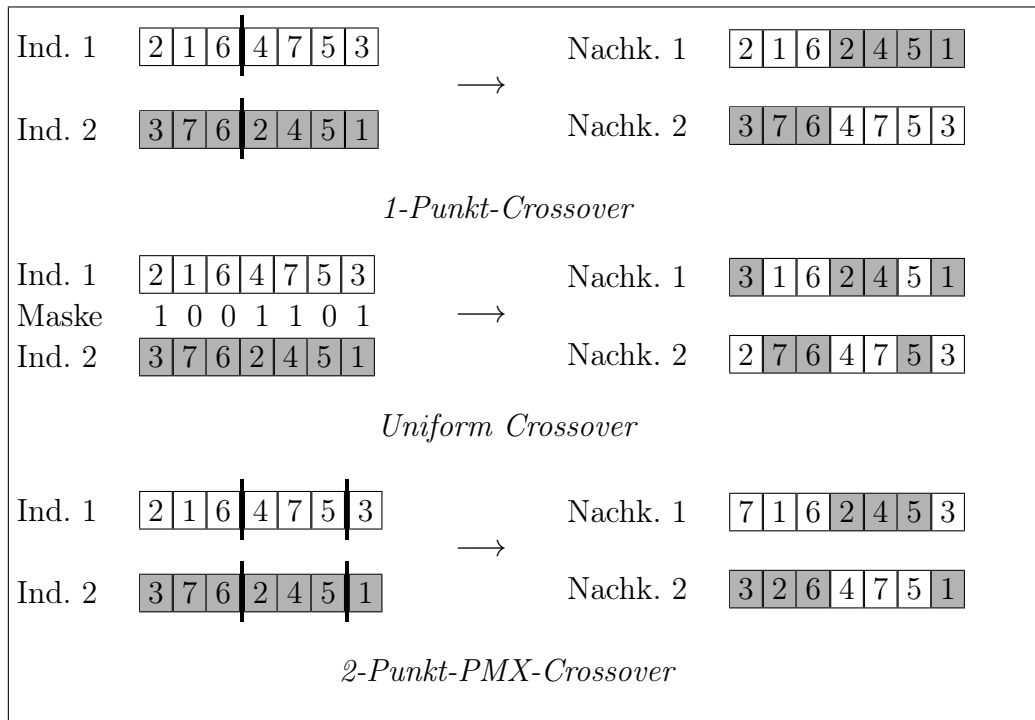 Ind. 1 2 1 6 4 7 5 3 Nachk. 1 2 1 6 2 4 5 1
⟶
Ind. 2 3 7 6 2 4 5 1 Nachk. 2 3 7 6 4 7 5 3
1-Punkt-Crossover
Ind. 1 2 1 6 4 7 5 3 Nachk. 1 3 1 6 2 4 5 1
Maske 1 0 0 1 1 0 1 ⟶
Ind. 2 3 7 6 2 4 5 1 Nachk. 2 2 7 6 4 7 5 3
Uniform Crossover
Ind. 1 2 1 6 4 7 5 3 Nachk. 1 7 1 6 2 4 5 3
⟶
Ind. 2 3 7 6 2 4 5 1 Nachk. 2 3 2 6 4 7 5 1
2-Punkt-PMX-Crossover